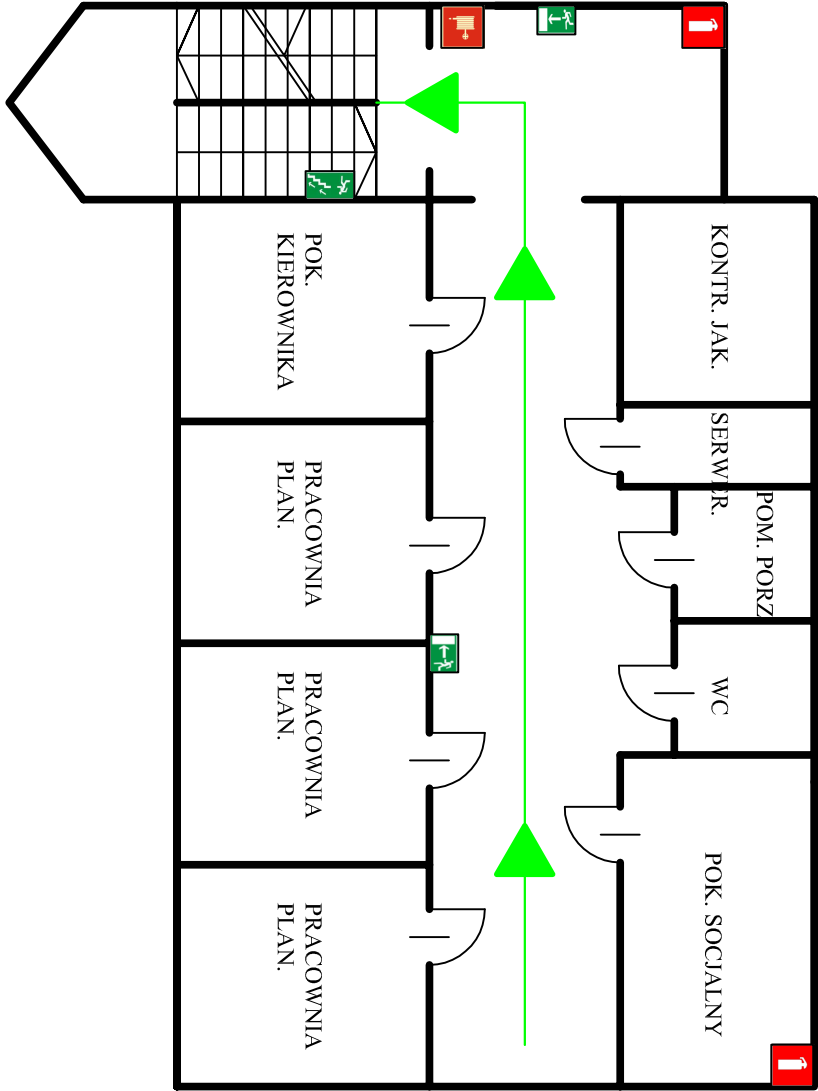 POK.
KIEROWNIKA
PRACOWNIA
PLAN.
PRACOWNIA
PLAN.
PRACOWNIA
PLAN.
KONTR. JAK.
SERWER.
POM. PORZ
WC
POK. SOCJALNY